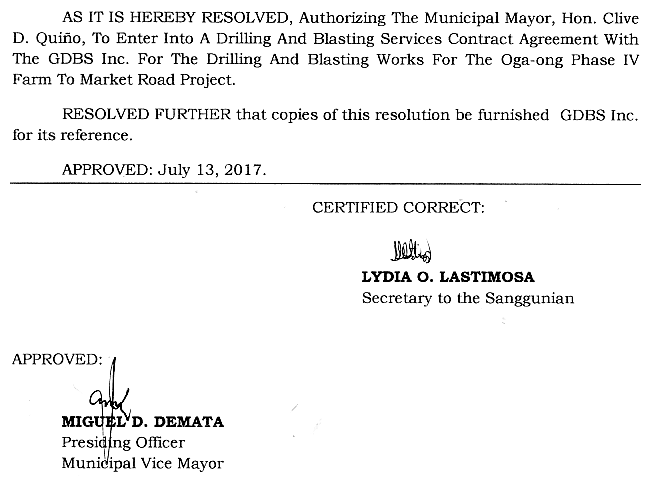 AS IT IS HEREBY RESOLVED, Authorizing The Municipal Mayor, Hon. Clive
D. Quiño, To Enter Into A Drilling And Blasting Services Contract Agreement With
The GDBS Inc. For The Drilling And Blasting Works For The Oga-ong Phase IV
Farm To Market Road Project.
RESOLVED FURTHER that copies of this resolution be furnished GDBS Inc.
for its reference.
APPROVED: July 13, 2017.
CERTIFIED CORRECT:
LYDIA O. LASTIMOSA
Secretary to the Sanggunian
APPROVED:
MIGUEL D. DEMATA
Presiding Officer
Municipal Vice Mayor